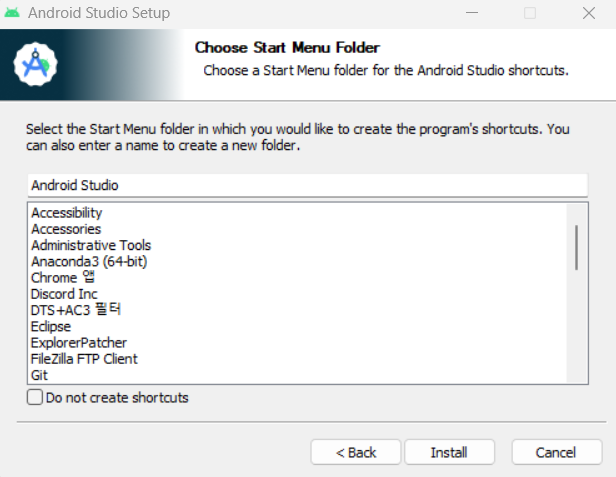 Android Studio Setup
Choose Start Menu Folder
Choose a Start Menu folder for the Android Studio shortcuts.
Select the Start Menu folder in which you would like to create the program's shortcuts. You
can also enter a name to create a new folder.
Android Studio
Accessibility
Accessories
Administrative Tools
Anaconda3 (64-bit)
Chrome 앱
Discord Inc
DTS+AC3 필터
Eclipse
ExplorerPatcher
FileZilla FTP Client
Git
Do not create shortcuts
< Back
Install
Cancel